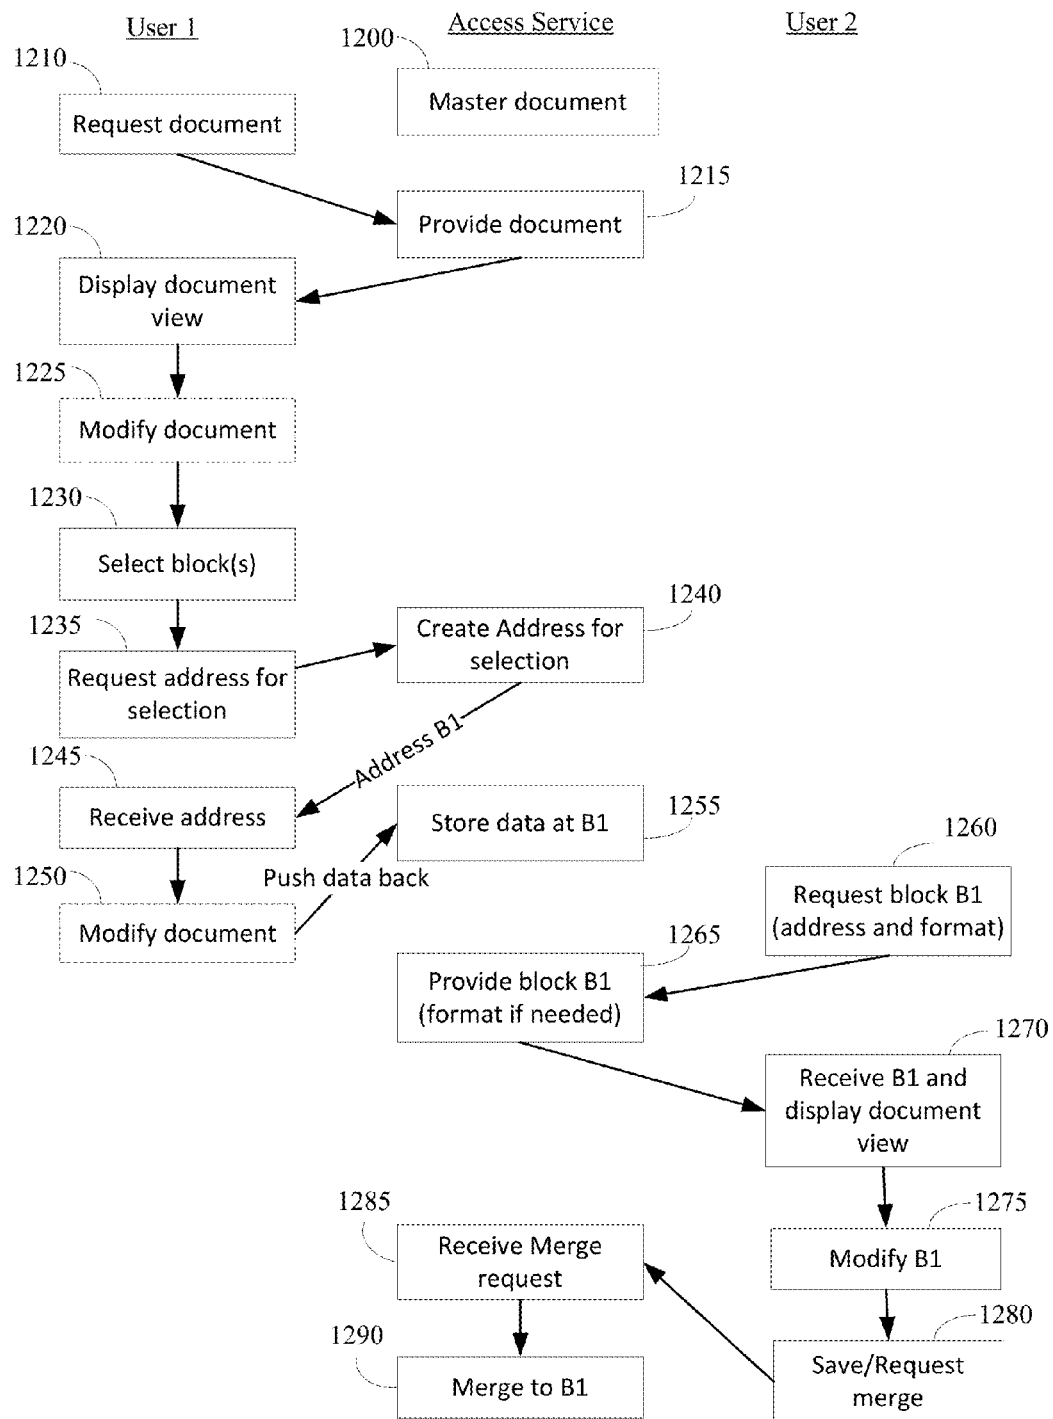 User 1
Access Service
User 2
1200
1210
Master document
Request document
1215
Provide document
1220
Display document
view
1225
Modify document
1230
Select block(s)
1235
Request address for
selection
1240
Create Address for
selection
Address B1
1245
Receive address
1250
Modify document
Push data back
1255
Store data at B1
1260
Request block B1
(address and format)
1265
Provide block B1
(format if needed)
1270
Receive B1 and
display document
view
1275
Modify B1
1280
Save/Request
merge
1285
Receive Merge
request
1290
Merge to B1